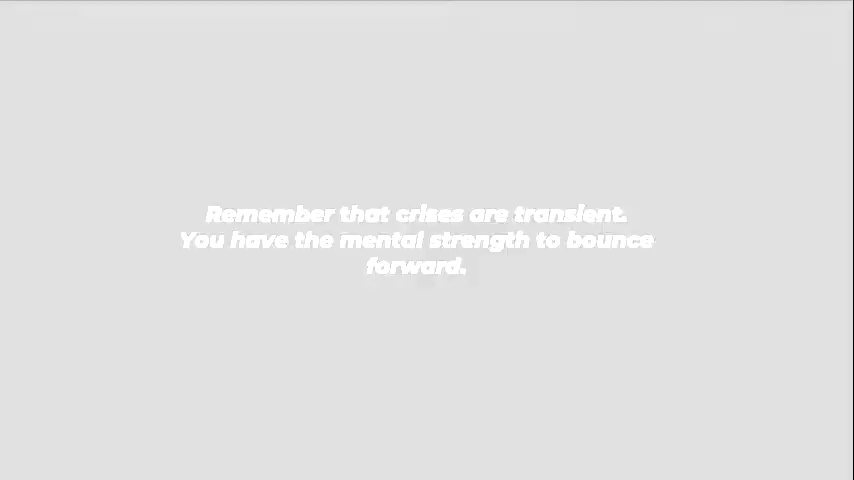 Remember that crises are transient.
You have the mental strength to bounce
forward.